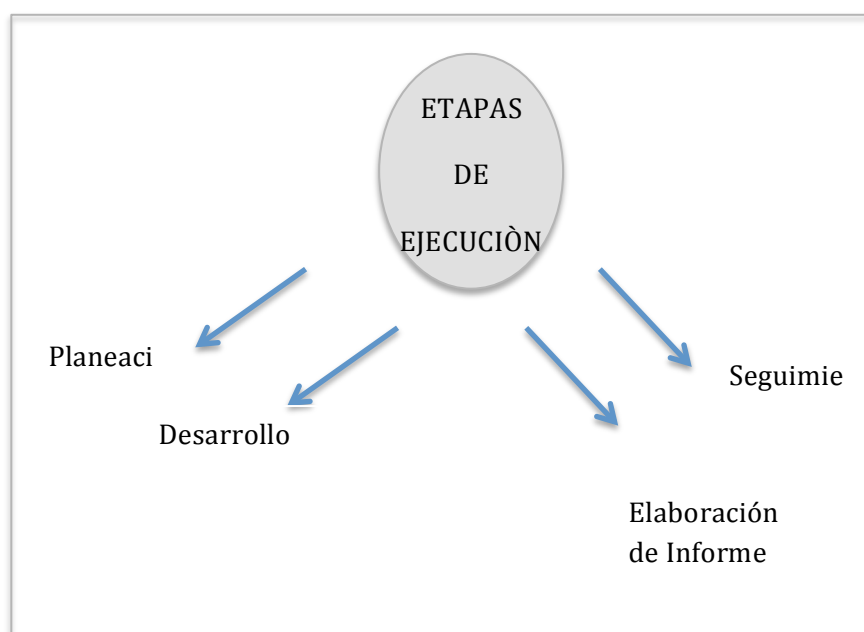 ETAPAS
DE
EJECUCIÒN
Planeaci
Desarrollo
Seguimie
Elaboración
de Informe